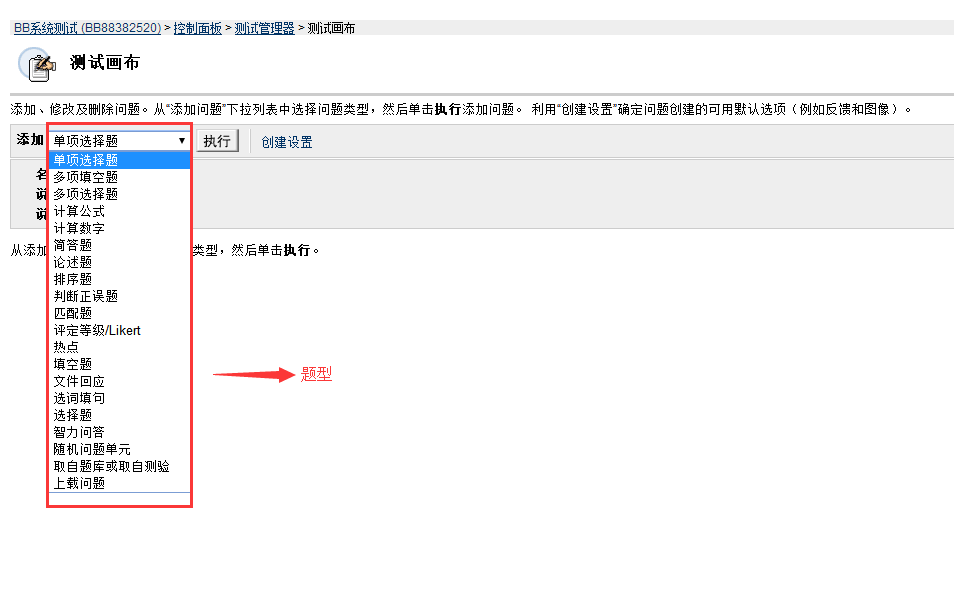 BB系统测试 (BB88382520) > 控制面板 > 测试管理器 > 测试画布
测试画布
添加、修改及删除问题。从“添加问题”下拉列表中选择问题类型，然后单击执行添加问题。 利用“创建设置”确定问题创建的可用默认选项（例如反馈和图像）。
添加 单项选择题 执行 创建设置
单项选择题
多项填空题
多项选择题
计算公式
计算数字
简答题
论述题
排序题
判断正误题
匹配题
评定等级/Likert
热点
填空题
文件回应
选词填句
选择题
智力问答
随机问题单元
取自题库或取自测验
上载问题
名
说
说
从添加 类型，然后单击执行。
题型